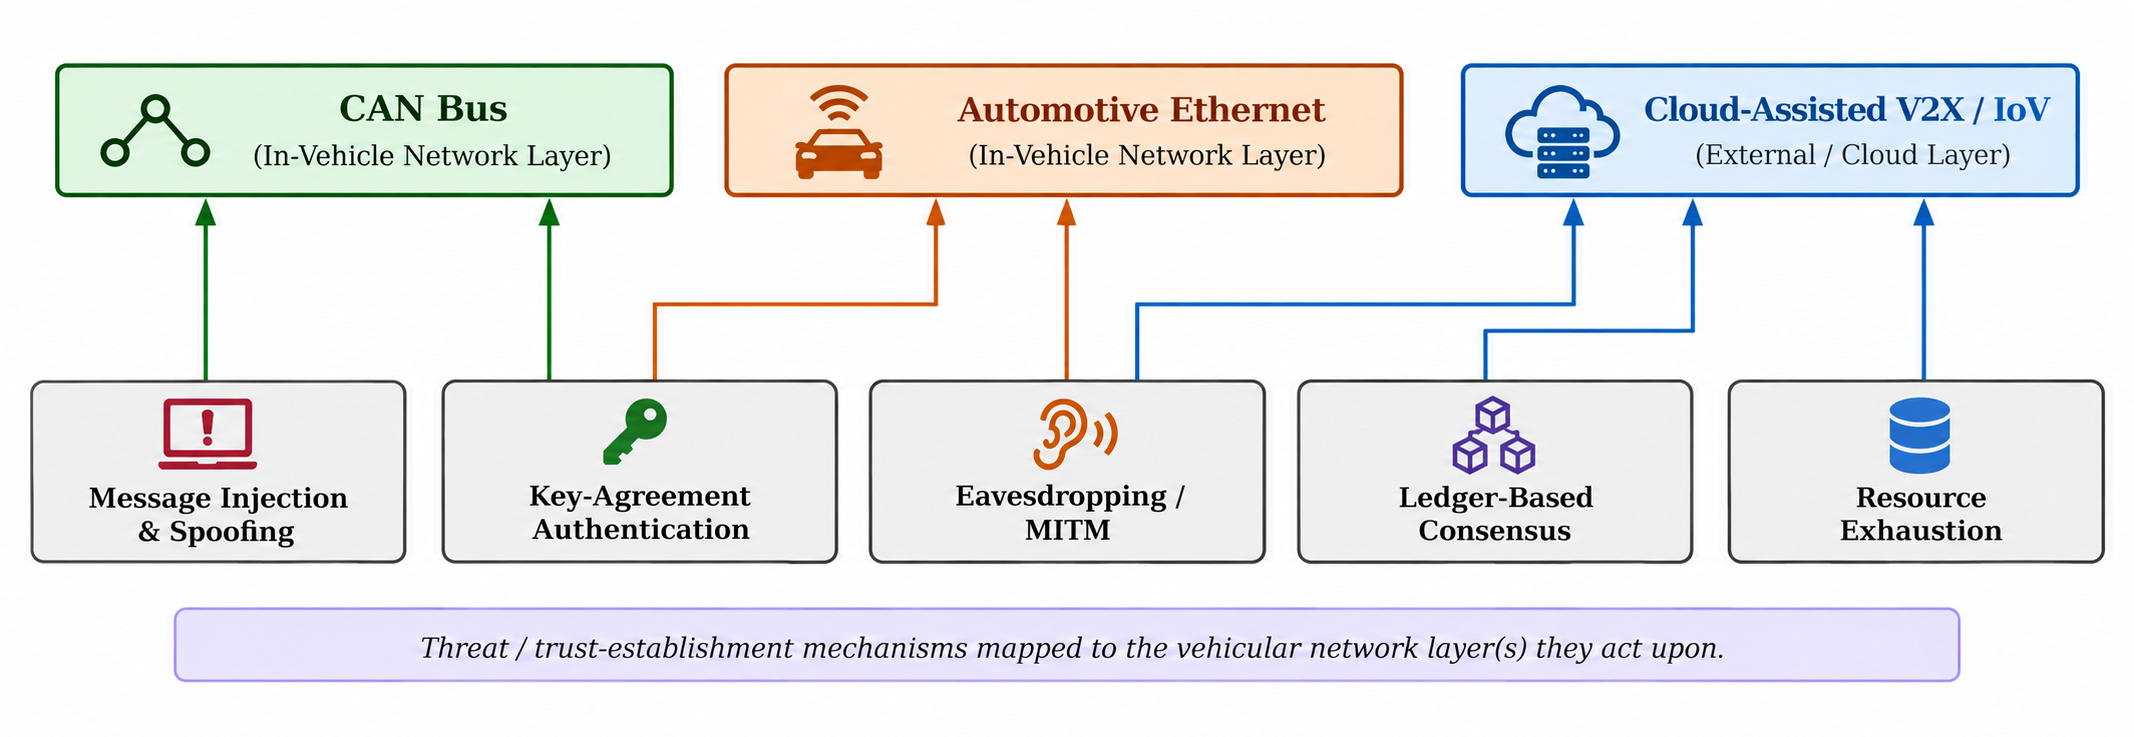 CAN Bus
(In-Vehicle Network Layer)
Automotive Ethernet
(In-Vehicle Network Layer)
Cloud-Assisted V2X / IoV
(External / Cloud Layer)
Message Injection
& Spoofing
Key-Agreement
Authentication
Eavesdropping /
MITM
Ledger-Based
Consensus
Resource
Exhaustion
Threat / trust-establishment mechanisms mapped to the vehicular network layer(s) they act upon.